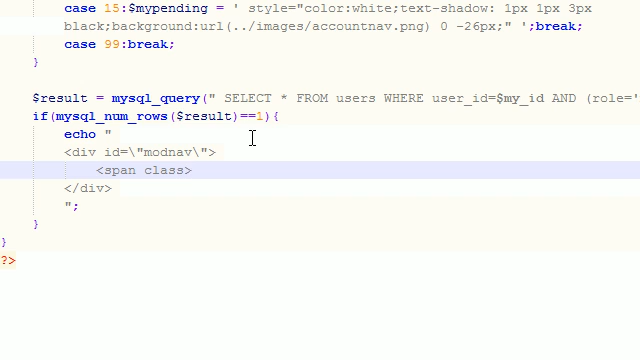 case 15:$mypending = ' style="color:white;text-shadow: 1px 1px 3px
black;background:url(../images/accountnav.png) 0 -26px;" ';break;
case 99:break;
}
$result = mysql_query(" SELECT * FROM users WHERE user_id=$my_id AND (role='
if(mysql_num_rows($result)==1){
echo "
<div id=\"modnav\">
<span class>
</div>
";
}
}
?>